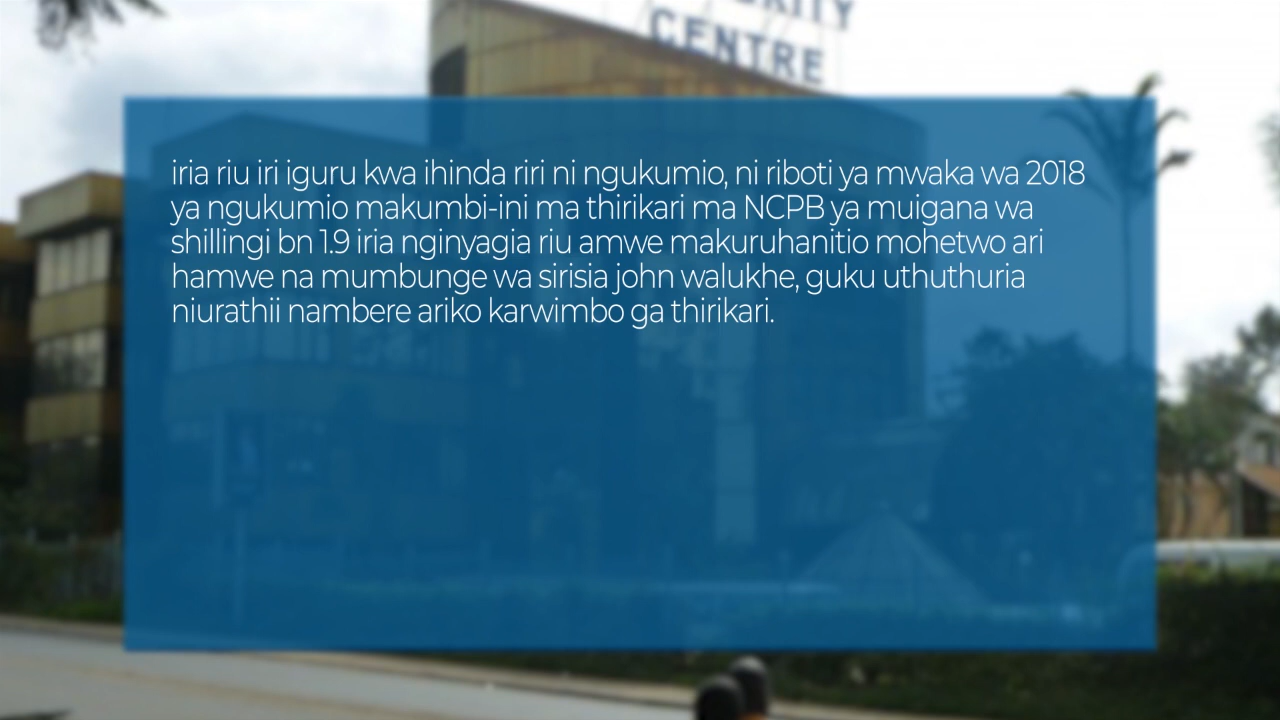 CENTRE
iria riu iri iguru kwa ihinda riri ni ngukumio, ni riboti ya mwaka wa 2018
ya ngukumio makumbi-ini ma thirikari ma NCPB ya muigana wa
shillingi bn 1.9 iria nginyagia riu amwe makuruhanitio mohetwo ari
hamwe na mumbunge wa sirisia john walukhe, guku uthuthuria
niurathii nambere ariko karwimbo ga thirikari.